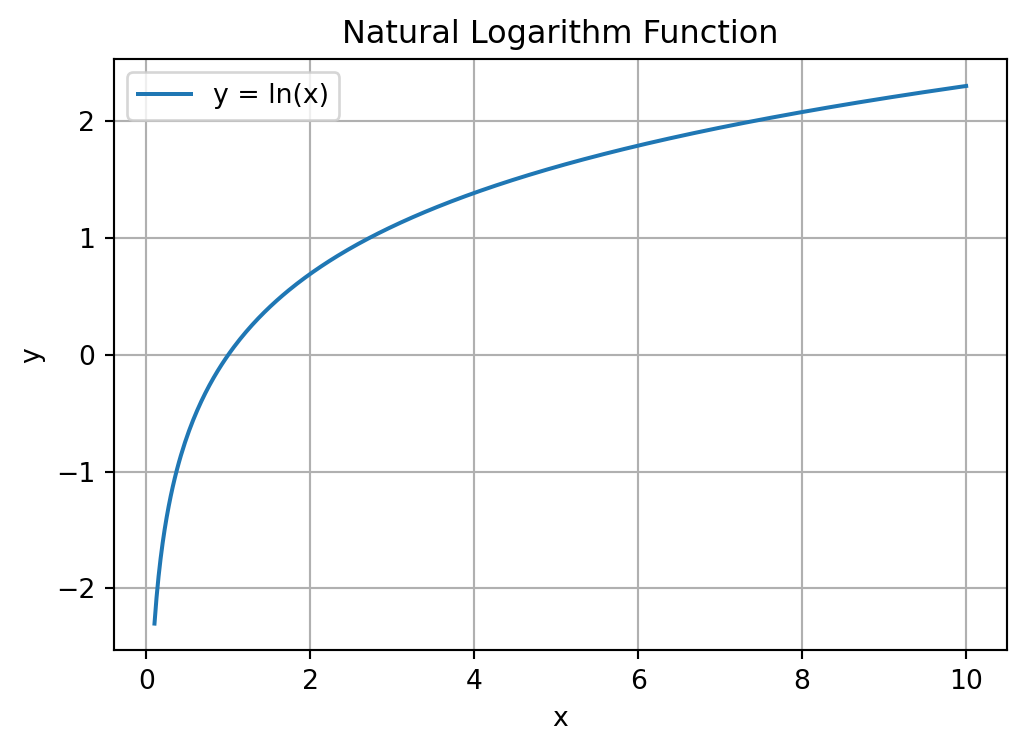 Natural Logarithm Function
y = ln(x)
y
2
1
0
−1
−2
0 2 4 6 8 10
x